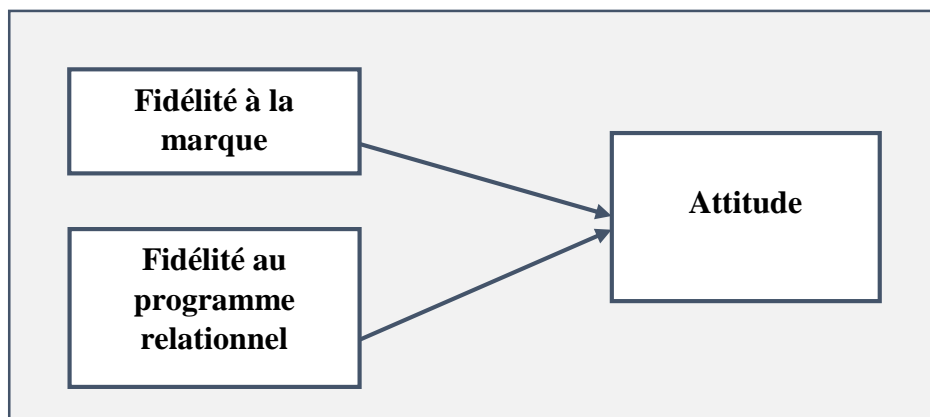 Fidélité à la
marque
Attitude
Fidélité au
programme
relationnel